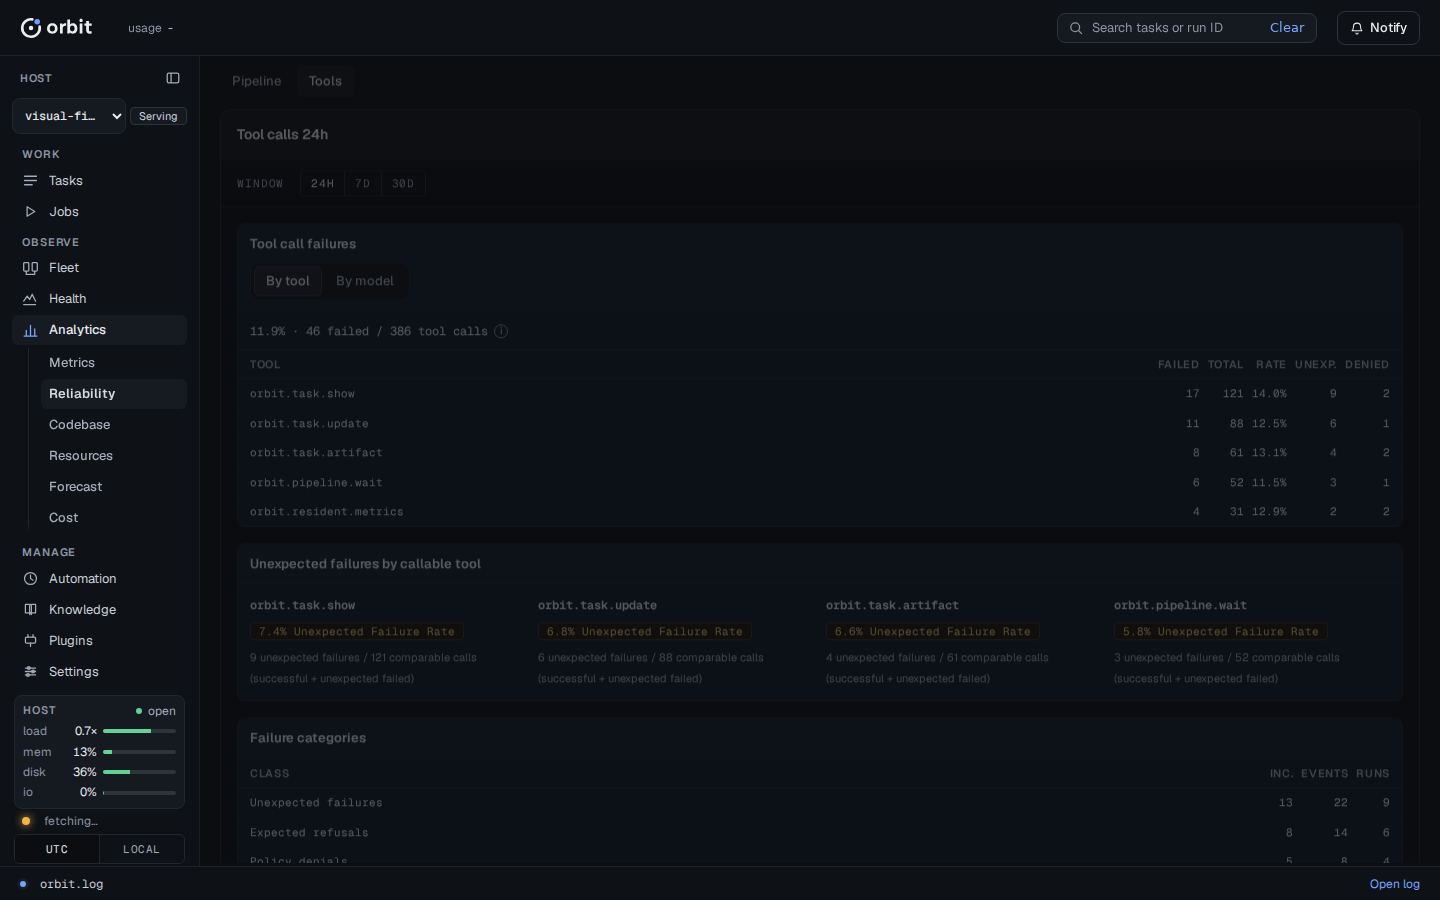 orbit
usage -
Search tasks or run ID
Clear
Notify
HOST
visual-fi…
Serving
WORK
Tasks
Jobs
OBSERVE
Fleet
Health
Analytics
Metrics
Reliability
Codebase
Resources
Forecast
Cost
MANAGE
Automation
Knowledge
Plugins
Settings
HOST open
load 0.7×
mem 13%
disk 36%
io 0%
fetching…
UTC LOCAL
Pipeline Tools
Tool calls 24h
WINDOW 24H 7D 30D
Tool call failures
By tool By model
11.9% · 46 failed / 386 tool calls
TOOL FAILED TOTAL RATE UNEXP. DENIED
orbit.task.show 17 121 14.0% 9 2
orbit.task.update 11 88 12.5% 6 1
orbit.task.artifact 8 61 13.1% 4 2
orbit.pipeline.wait 6 52 11.5% 3 1
orbit.resident.metrics 4 31 12.9% 2 2
Unexpected failures by callable tool
orbit.task.show
7.4% Unexpected Failure Rate
9 unexpected failures / 121 comparable calls
(successful + unexpected failed)
orbit.task.update
6.8% Unexpected Failure Rate
6 unexpected failures / 88 comparable calls
(successful + unexpected failed)
orbit.task.artifact
6.6% Unexpected Failure Rate
4 unexpected failures / 61 comparable calls
(successful + unexpected failed)
orbit.pipeline.wait
5.8% Unexpected Failure Rate
3 unexpected failures / 52 comparable calls
(successful + unexpected failed)
Failure categories
CLASS INC. EVENTS RUNS
Unexpected failures 13 22 9
Expected refusals 8 14 6
Policy denials 5 8 4
orbit.log
Open log